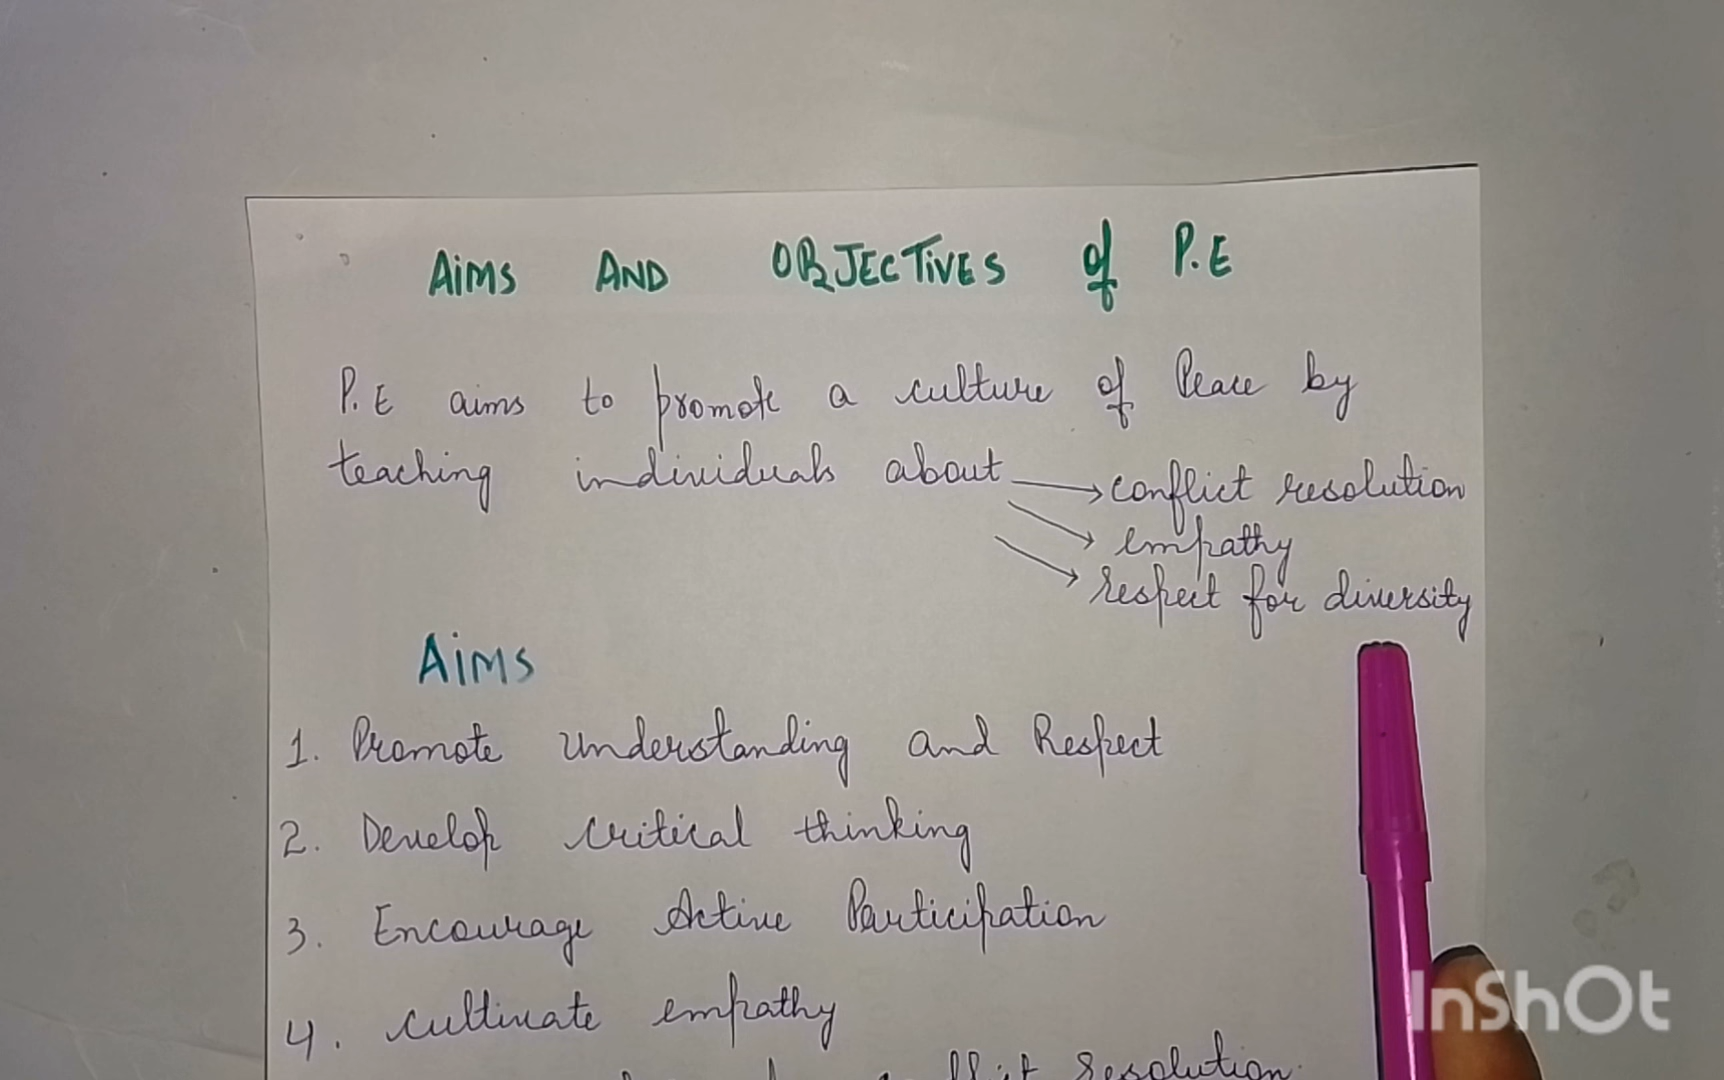 AIMS AND OBJECTIVES of P.E
P.E aims to promote a culture of Peace by
teaching individuals about → conflict resolution
→ empathy
→ respect for diversity
AIMS
1. Promote understanding and Respect
2. Develop critical thinking
3. Encourage Active Participation
4. cultivate empathy
conflict resolution
InShOt